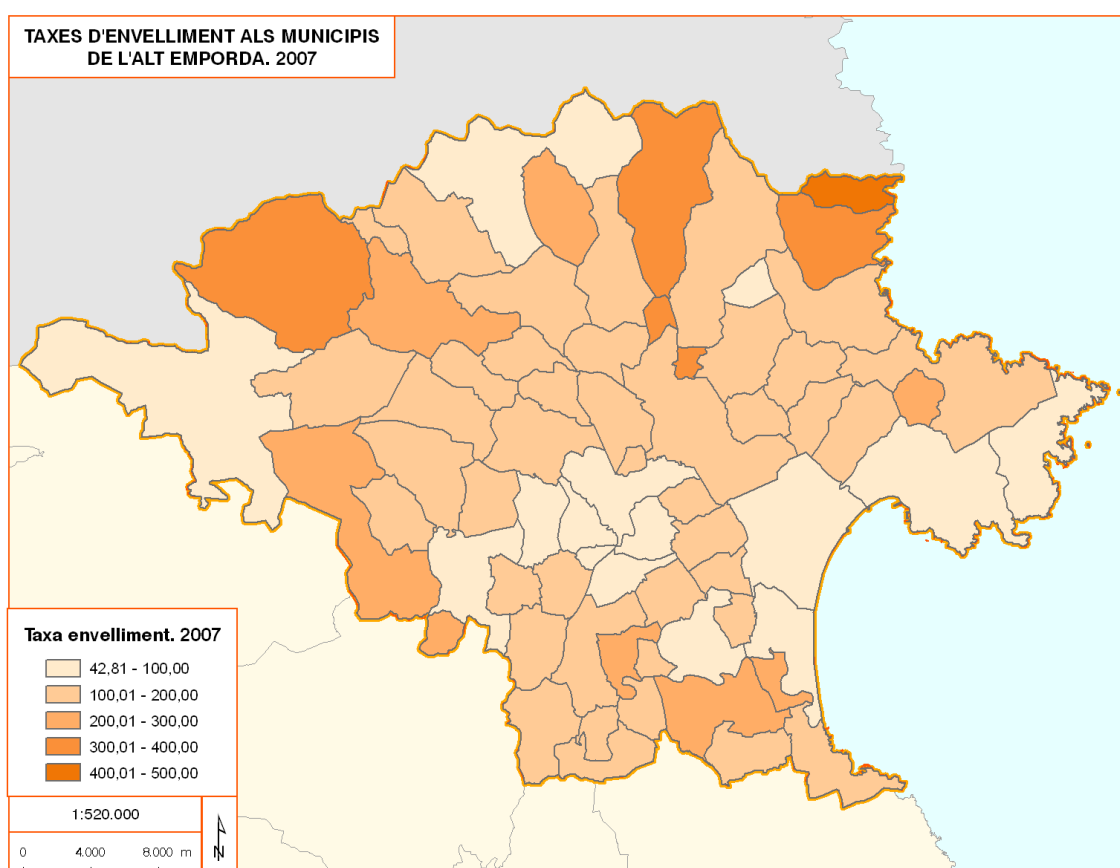 TAXES D'ENVELLIMENT ALS MUNICIPIS
DE L'ALT EMPORDA. 2007
Taxa envelliment. 2007
42,81 - 100,00
100,01 - 200,00
200,01 - 300,00
300,01 - 400,00
400,01 - 500,00
1:520.000
0 4.000 8.000 m
N